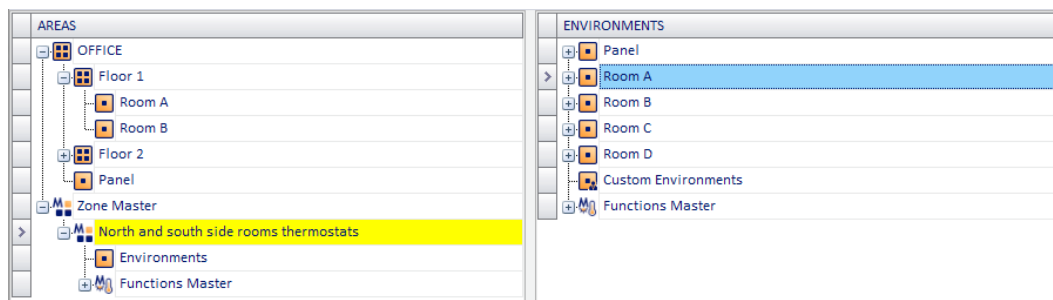 AREAS
OFFICE
Floor 1
Room A
Room B
Floor 2
Panel
Zone Master
North and south side rooms thermostats
Environments
Functions Master
ENVIRONMENTS
Panel
Room A
Room B
Room C
Room D
Custom Environments
Functions Master